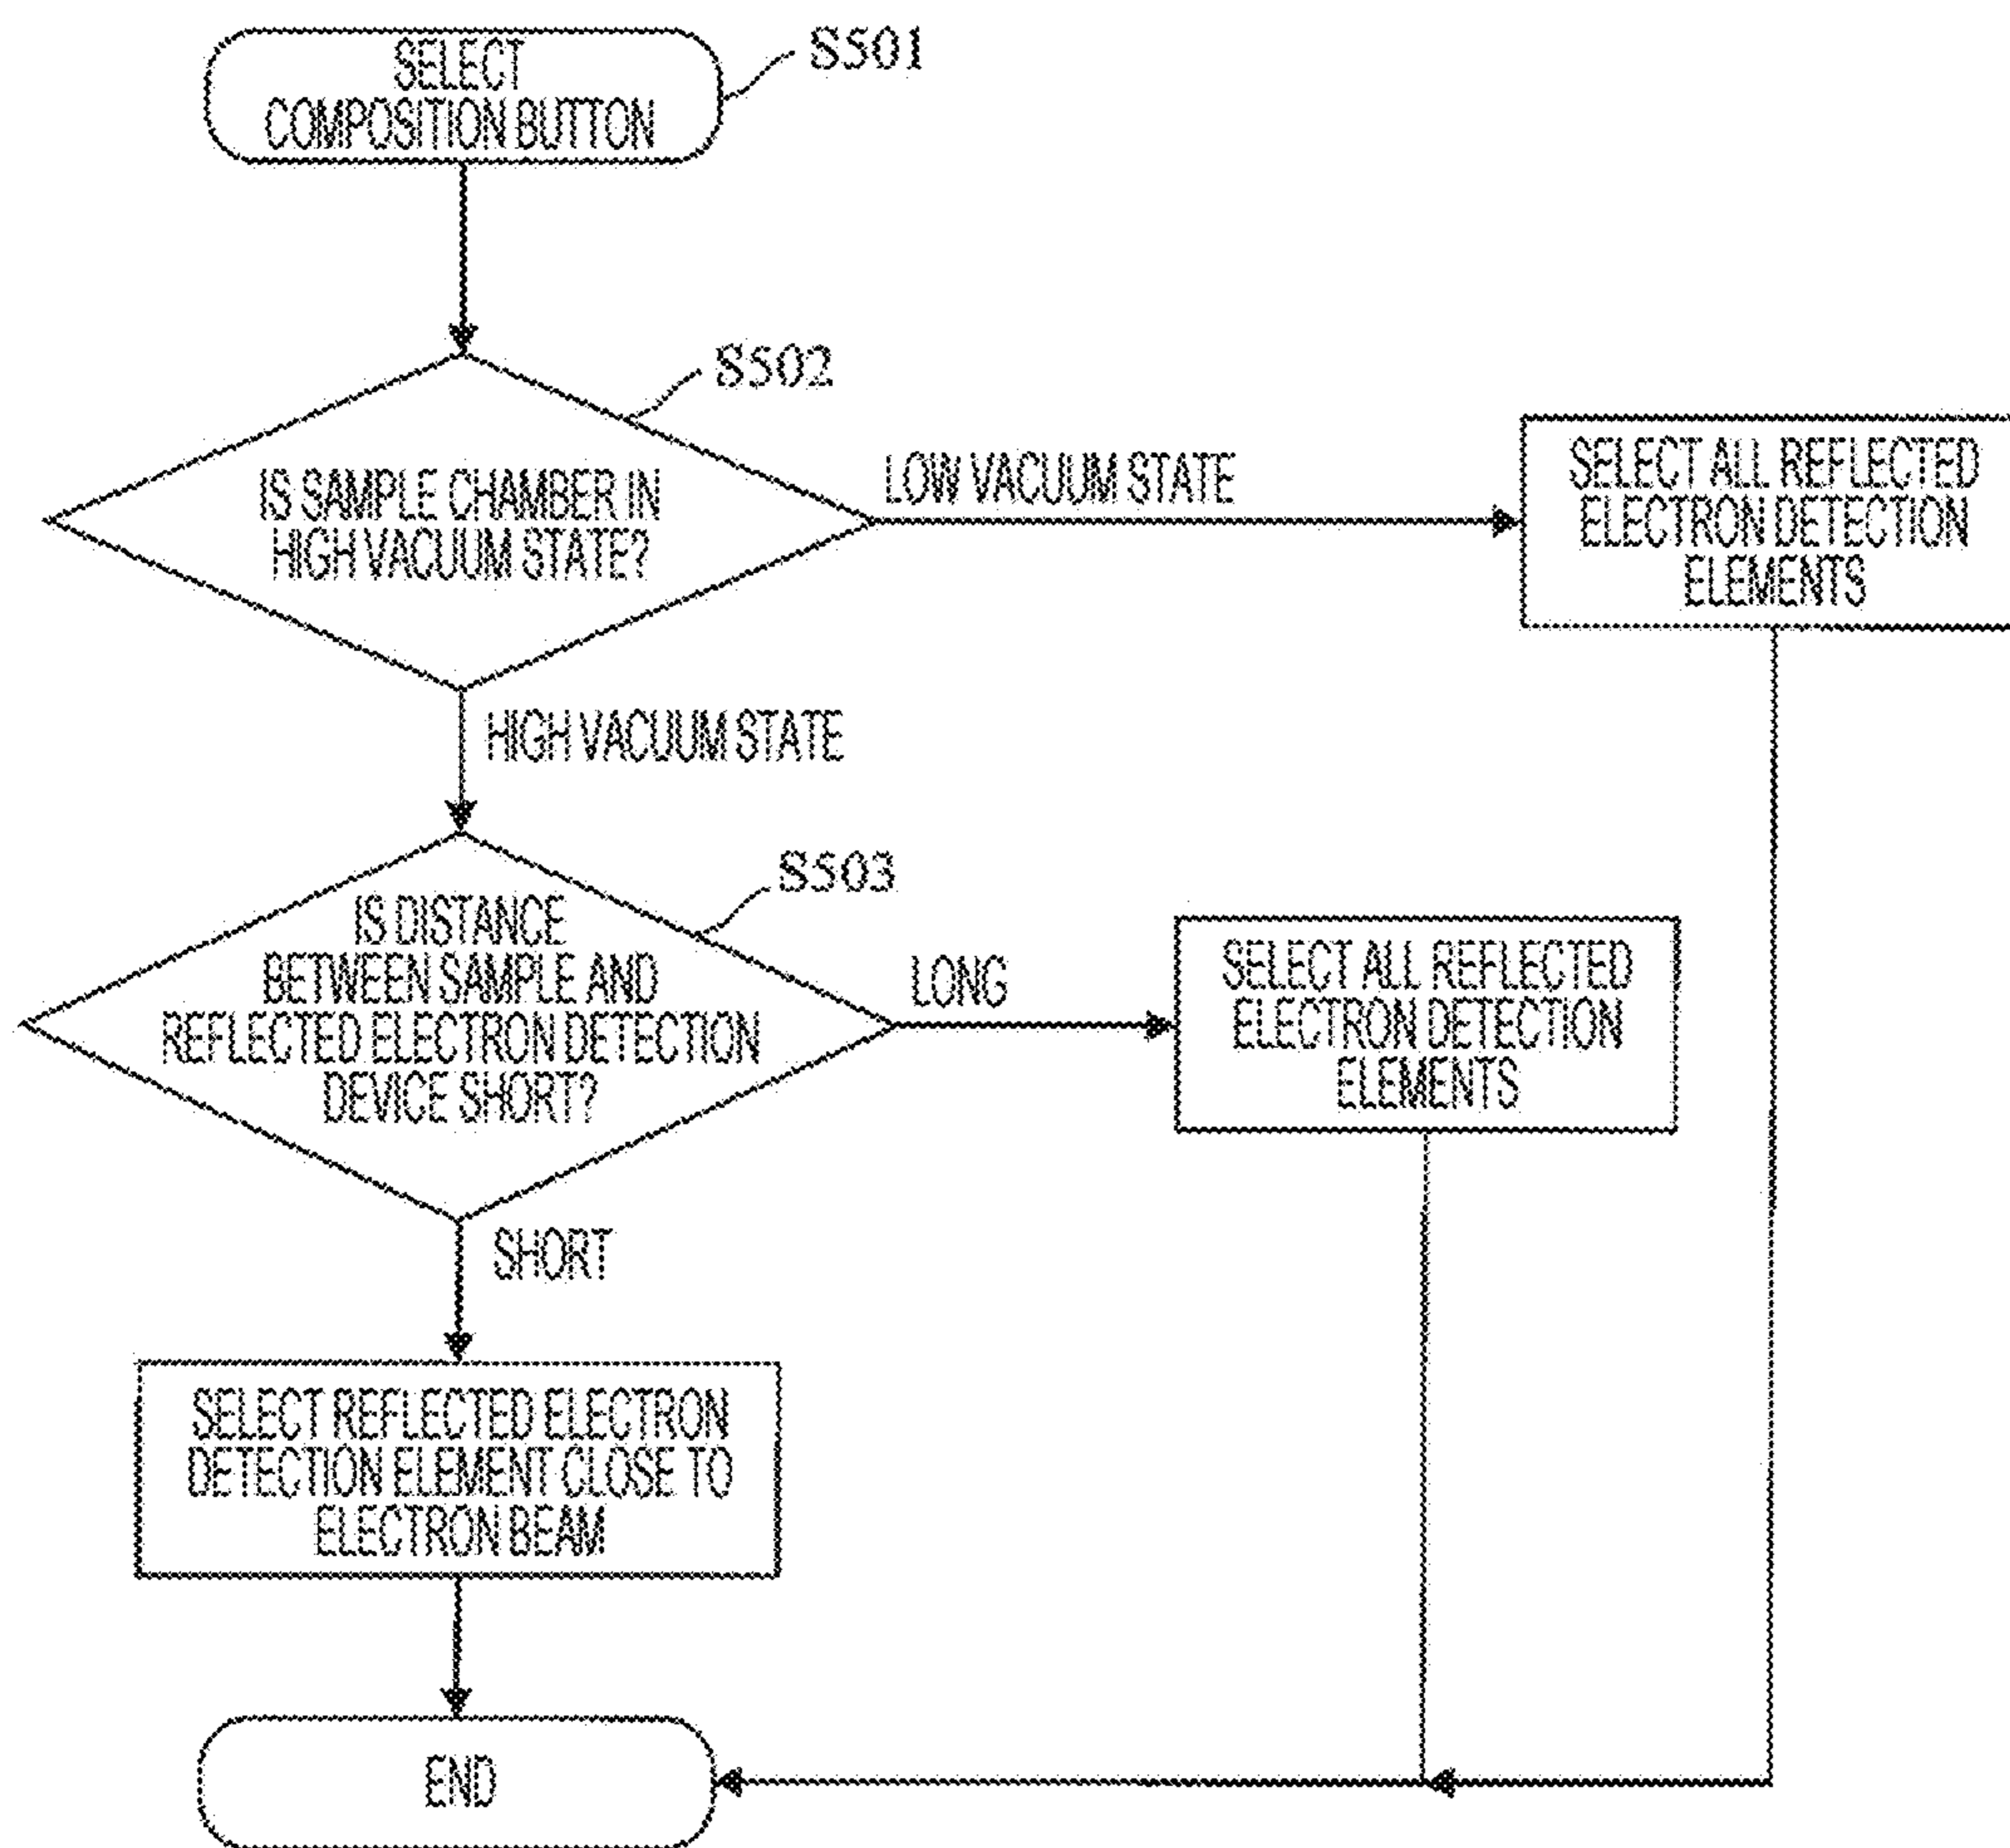 SELECT
COMPOSITION BUTTON
S501
S502
IS SAMPLE CHAMBER IN
HIGH VACUUM STATE?
LOW VACUUM STATE
SELECT ALL REFLECTED
ELECTRON DETECTION
ELEMENTS
HIGH VACUUM STATE
S503
IS DISTANCE
BETWEEN SAMPLE AND
REFLECTED ELECTRON DETECTION
DEVICE SHORT?
LONG
SELECT ALL REFLECTED
ELECTRON DETECTION
ELEMENTS
SHORT
SELECT REFLECTED ELECTRON
DETECTION ELEMENT CLOSE TO
ELECTRON BEAM
END